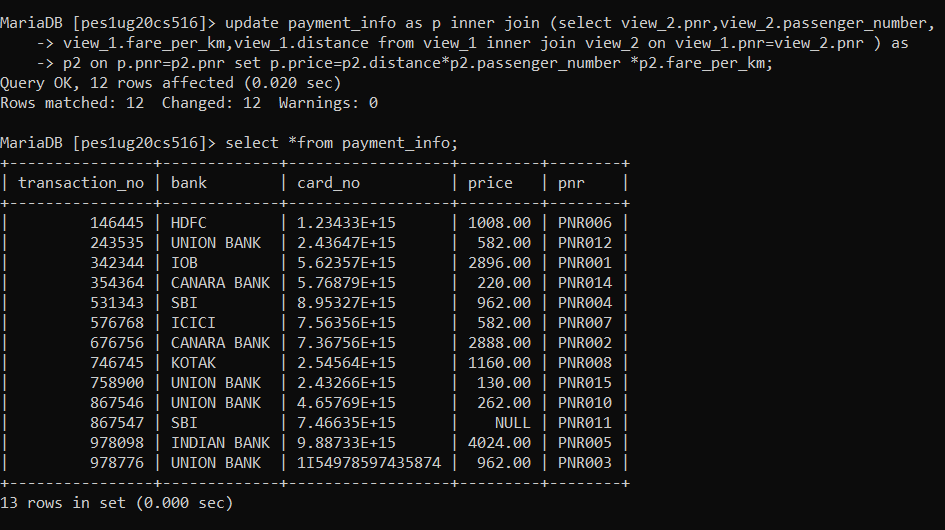 MariaDB [pes1ug20cs516]> update payment_info as p inner join (select view_2.pnr,view_2.passenger_number,
    -> view_1.fare_per_km,view_1.distance from view_1 inner join view_2 on view_1.pnr=view_2.pnr ) as
    -> p2 on p.pnr=p2.pnr set p.price=p2.distance*p2.passenger_number *p2.fare_per_km;
Query OK, 12 rows affected (0.020 sec)
Rows matched: 12  Changed: 12  Warnings: 0
MariaDB [pes1ug20cs516]> select *from payment_info;
+----------------+-------------+------------------+---------+--------+
| transaction_no | bank        | card_no          | price   | pnr    |
+----------------+-------------+------------------+---------+--------+
|         146445 | HDFC        | 1.23433E+15      | 1008.00 | PNR006 |
|         243535 | UNION BANK  | 2.43647E+15      |  582.00 | PNR012 |
|         342344 | IOB         | 5.62357E+15      | 2896.00 | PNR001 |
|         354364 | CANARA BANK | 5.76879E+15      |  220.00 | PNR014 |
|         531343 | SBI         | 8.95327E+15      |  962.00 | PNR004 |
|         576768 | ICICI       | 7.56356E+15      |  582.00 | PNR007 |
|         676756 | CANARA BANK | 7.36756E+15      | 2888.00 | PNR002 |
|         746745 | KOTAK       | 2.54564E+15      | 1160.00 | PNR008 |
|         758900 | UNION BANK  | 2.43266E+15      |  130.00 | PNR015 |
|         867546 | UNION BANK  | 4.65769E+15      |  262.00 | PNR010 |
|         867547 | SBI         | 7.46635E+15      |    NULL | PNR011 |
|         978098 | INDIAN BANK | 9.88733E+15      | 4024.00 | PNR005 |
|         978776 | UNION BANK  | 1I54978597435874 |  962.00 | PNR003 |
+----------------+-------------+------------------+---------+--------+
13 rows in set (0.000 sec)